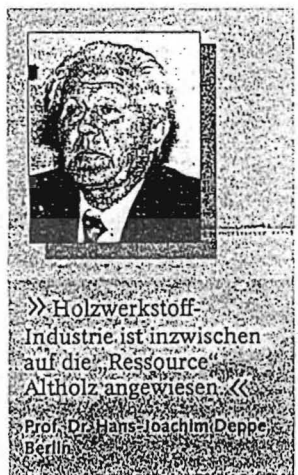 » Holzwerkstoff-
Industrie ist inzwischen
auf die „Ressource“
Altholz angewiesen. «
Prof. Dr. Hans-Joachim Deppe,
Berlin